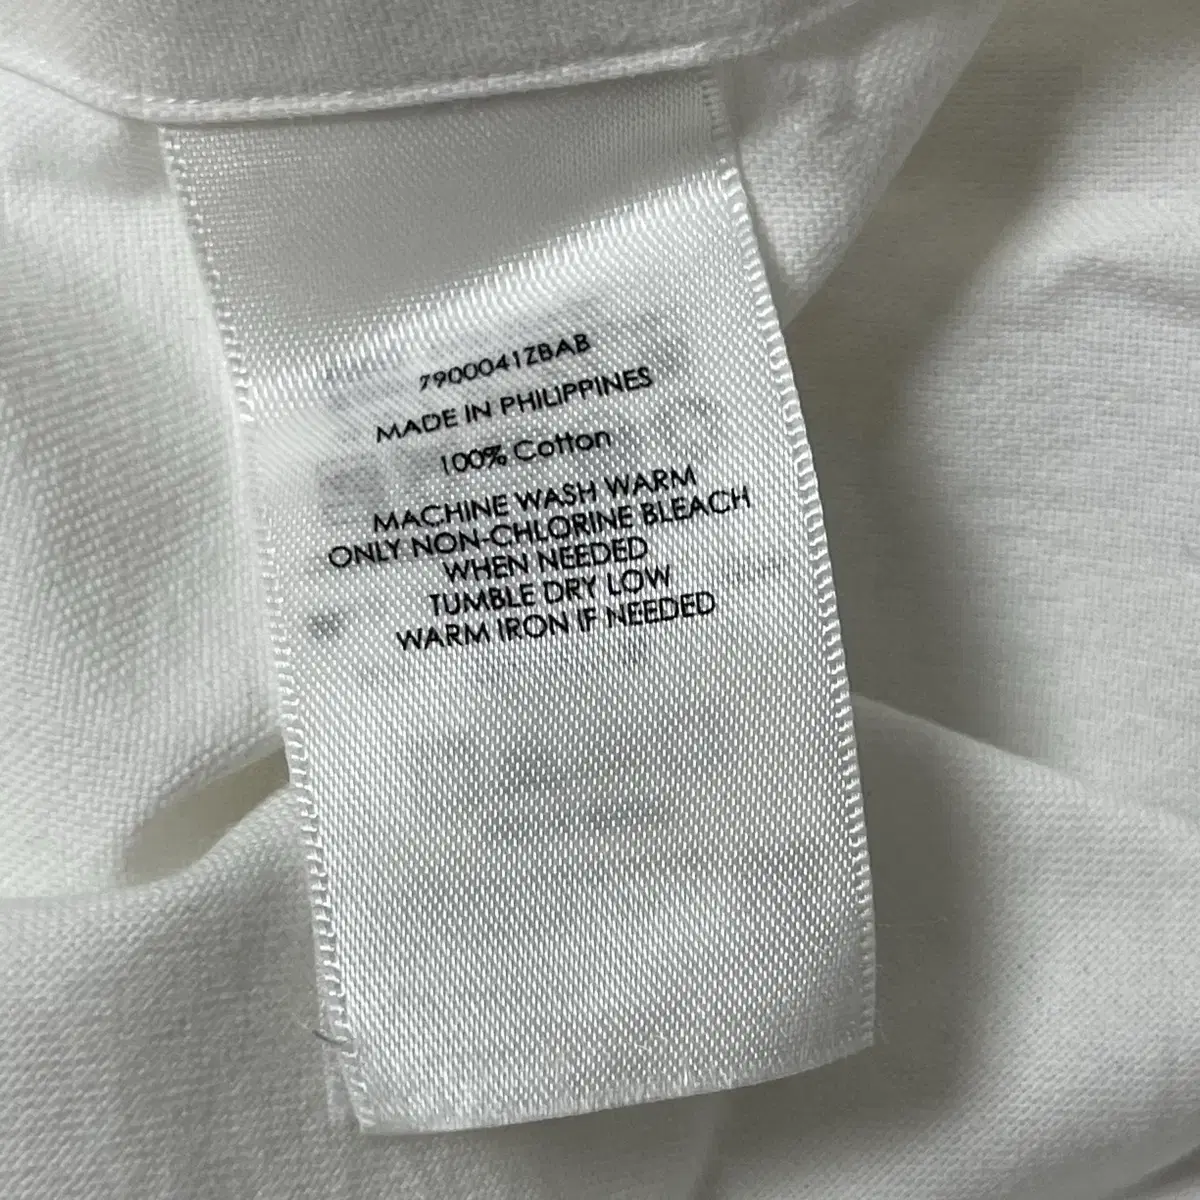 7900041ZBAB
MADE IN PHILIPPINES
100% Cotton
MACHINE WASH WARM
ONLY NON-CHLORINE BLEACH
WHEN NEEDED
TUMBLE DRY LOW
WARM IRON IF NEEDED